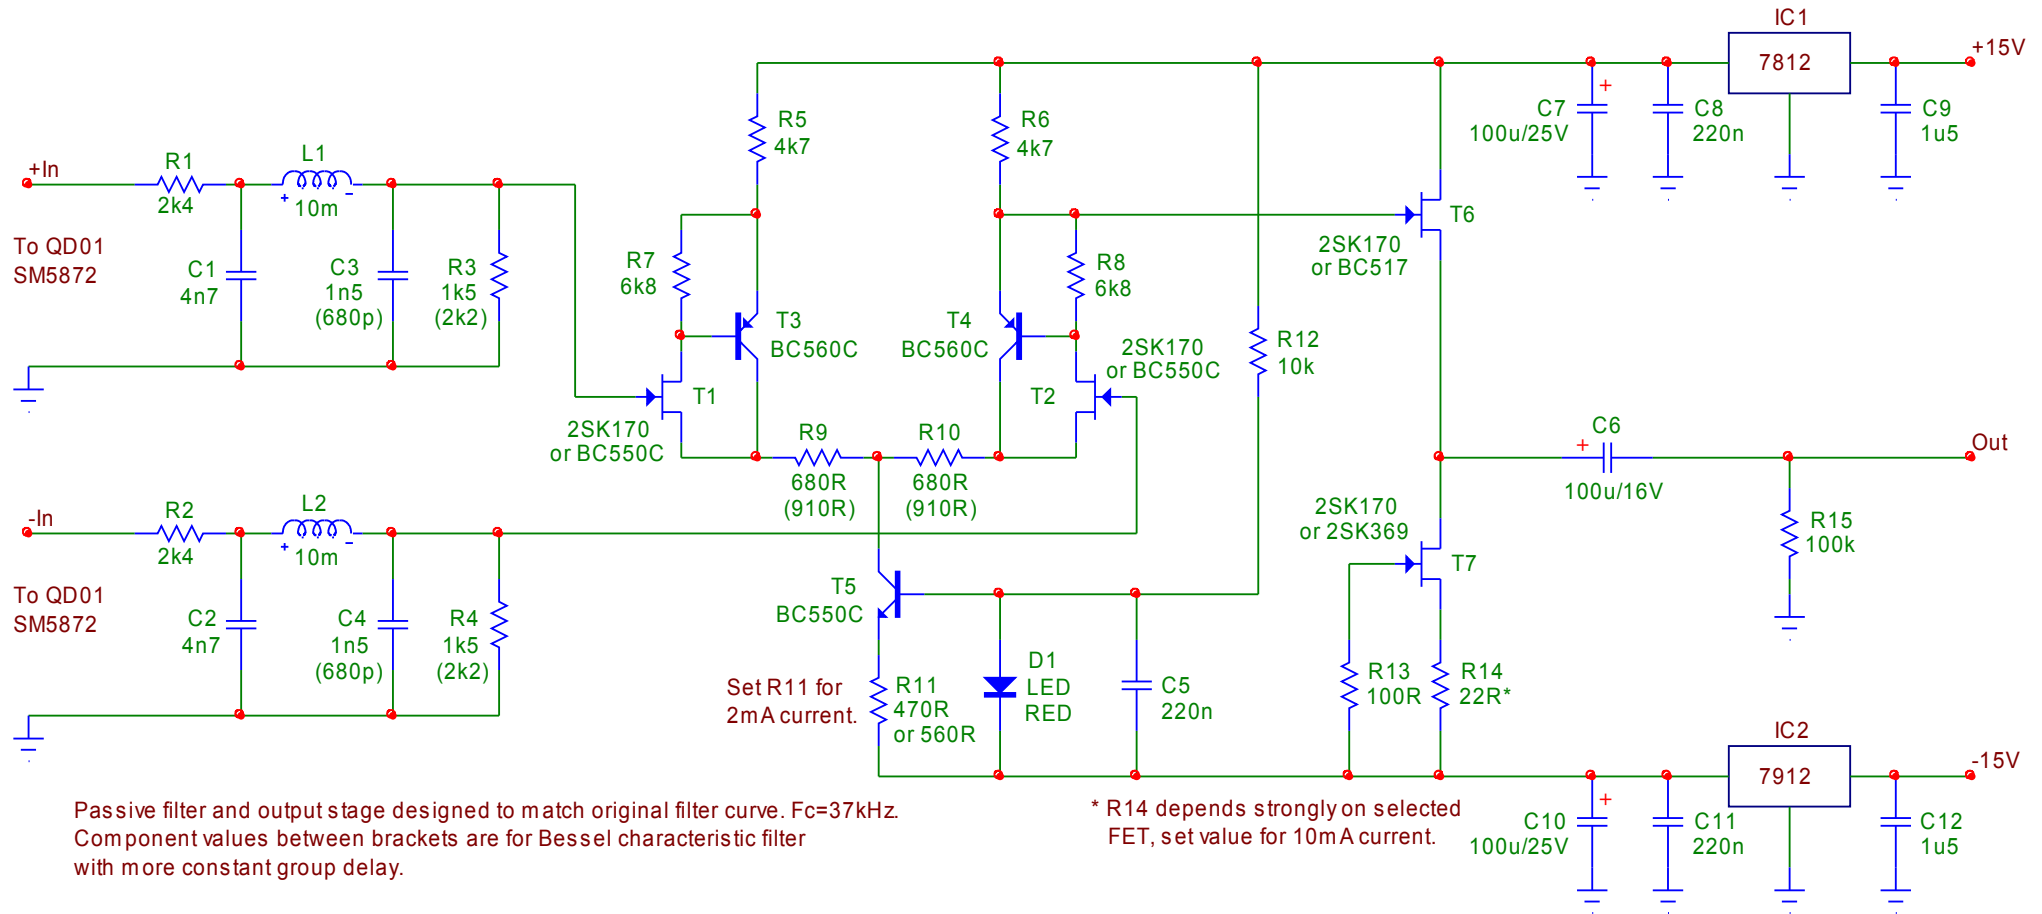 IC1
7812
+15V
R5
4k7
R6
4k7
C7
100u/25V
+
C8
220n
C9
1u5
+In
R1
2k4
L1
10m
+ -
To QD01
SM5872
C1
4n7
C3
1n5
(680p)
R3
1k5
(2k2)
R7
6k8
T3
BC560C
T4
BC560C
R8
6k8
T6
2SK170
or BC517
R12
10k
T1
2SK170
or BC550C
T2
2SK170
or BC550C
R9
680R
(910R)
R10
680R
(910R)
C6
+
100u/16V
Out
R15
100k
-In
R2
2k4
L2
10m
+ -
To QD01
SM5872
C2
4n7
C4
1n5
(680p)
R4
1k5
(2k2)
T5
BC550C
2SK170
or 2SK369
T7
Set R11 for
2mA current.
R11
470R
or 560R
D1
LED
RED
C5
220n
R13
100R
R14
22R*
IC2
7912
-15V
C10
100u/25V
+
C11
220n
C12
1u5
Passive filter and output stage designed to match original filter curve. Fc=37kHz.
Component values between brackets are for Bessel characteristic filter
with more constant group delay.
* R14 depends strongly on selected
FET, set value for 10mA current.